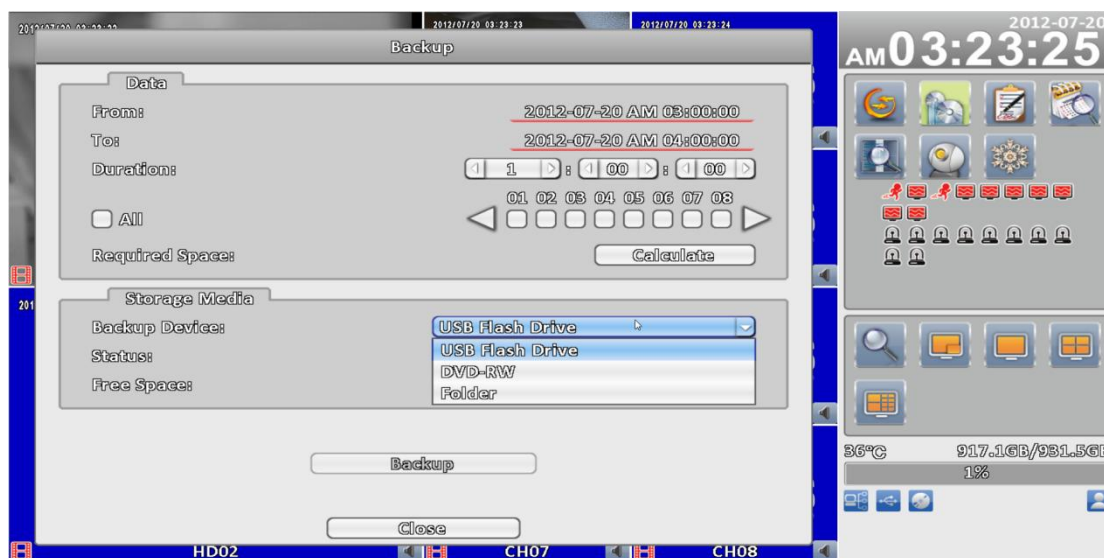 2012/07/20 03:23:23
2012/07/20 03:23:24
2012-07-20
AM 03:23:25
Backup
Data
From:
2012-07-20 AM 03:00:00
To:
2012-07-20 AM 04:00:00
Duration:
1 : 00 : 00
01 02 03 04 05 06 07 08
All
Required Space:
Calculate
201
Storage Media
Backup Device:
USB Flash Drive
Status:
USB Flash Drive
DVD-RW
Free Space:
Folder
36°C
917.1GB/931.5GB
1%
Backup
Close
HD02
CH07
CH08